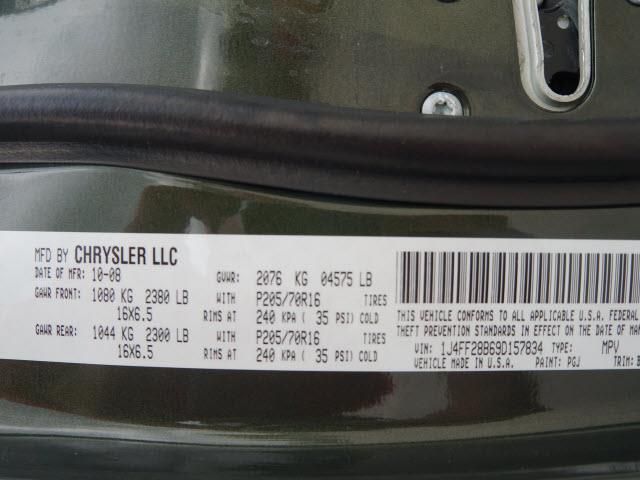 MFD BY CHRYSLER LLC
DATE OF MFR: 10-08 GVWR: 2076 KG 04575 LB
GAWR FRONT: 1080 KG 2380 LB WITH P205/70R16 TIRES
16X6.5 RIMS AT 240 KPA ( 35 PSI) COLD
GAWR REAR: 1044 KG 2300 LB WITH P205/70R16 TIRES
16X6.5 RIMS AT 240 KPA ( 35 PSI) COLD
THIS VEHICLE CONFORMS TO ALL APPLICABLE U.S.A. FEDERAL
THEFT PREVENTION STANDARDS IN EFFECT ON THE DATE OF
VIN: 1J4FF28B69D157834 TYPE: MPV
VEHICLE MADE IN U.S.A. PAINT: PGJ TRIM: